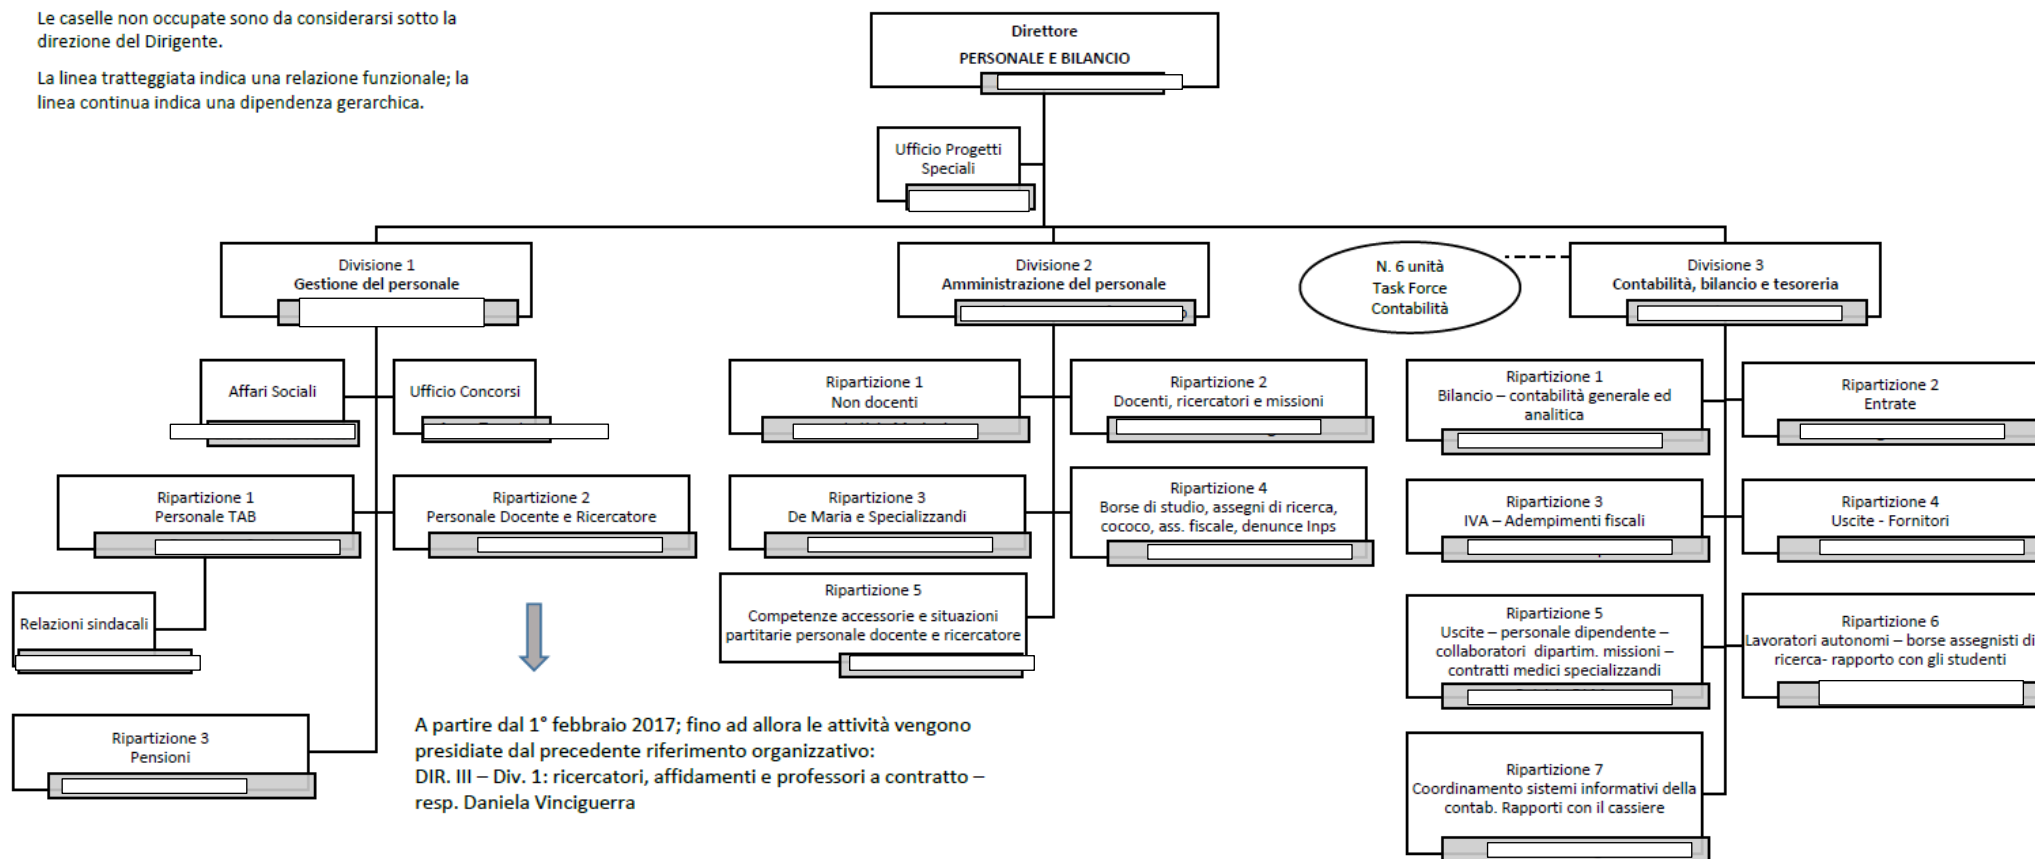 Le caselle non occupate sono da considerarsi sotto la
direzione del Dirigente.
La linea tratteggiata indica una relazione funzionale; la
linea continua indica una dipendenza gerarchica.
Direttore
PERSONALE E BILANCIO
Ufficio Progetti
Speciali
Divisione 1
Gestione del personale
Divisione 2
Amministrazione del personale
N. 6 unità
Task Force
Contabilità
Divisione 3
Contabilità, bilancio e tesoreria
Affari Sociali
Ufficio Concorsi
Ripartizione 1
Personale TAB
Ripartizione 2
Personale Docente e Ricercatore
Relazioni sindacali
Ripartizione 3
Pensioni
Ripartizione 1
Non docenti
Ripartizione 2
Docenti, ricercatori e missioni
Ripartizione 3
De Maria e Specializzandi
Ripartizione 4
Borse di studio, assegni di ricerca,
cococo, ass. fiscale, denunce Inps
Ripartizione 5
Competenze accessorie e situazioni
partitarie personale docente e ricercatore
A partire dal 1° febbraio 2017; fino ad allora le attività vengono
presidiate dal precedente riferimento organizzativo:
DIR. III – Div. 1: ricercatori, affidamenti e professori a contratto –
resp. Daniela Vinciguerra
Ripartizione 1
Bilancio – contabilità generale ed
analitica
Ripartizione 2
Entrate
Ripartizione 3
IVA – Adempimenti fiscali
Ripartizione 4
Uscite - Fornitori
Ripartizione 5
Uscite – personale dipendente –
collaboratori dipartim. missioni –
contratti medici specializzandi
Ripartizione 6
Lavoratori autonomi – borse assegnisti di
ricerca- rapporto con gli studenti
Ripartizione 7
Coordinamento sistemi informativi della
contab. Rapporti con il cassiere